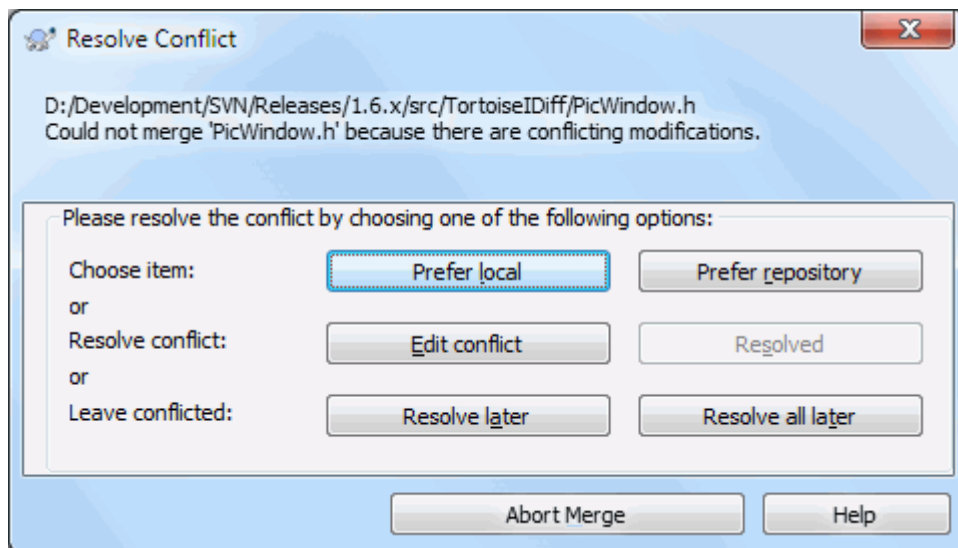 Resolve Conflict
D:/Development/SVN/Releases/1.6.x/src/TortoiseIDiff/PicWindow.h
Could not merge 'PicWindow.h' because there are conflicting modifications.
Please resolve the conflict by choosing one of the following options:
Choose item: Prefer local Prefer repository
or
Resolve conflict: Edit conflict Resolved
or
Leave conflicted: Resolve later Resolve all later
Abort Merge Help